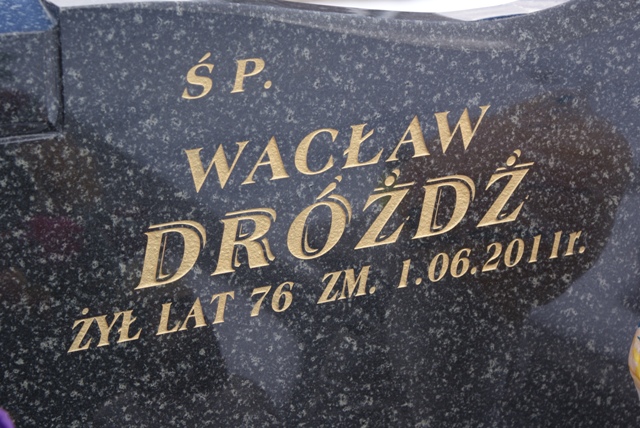 Ś P.
WACŁAW
DRÓŻDŻ
ŻYŁ LAT 76 ZM. 1.06.2011r.